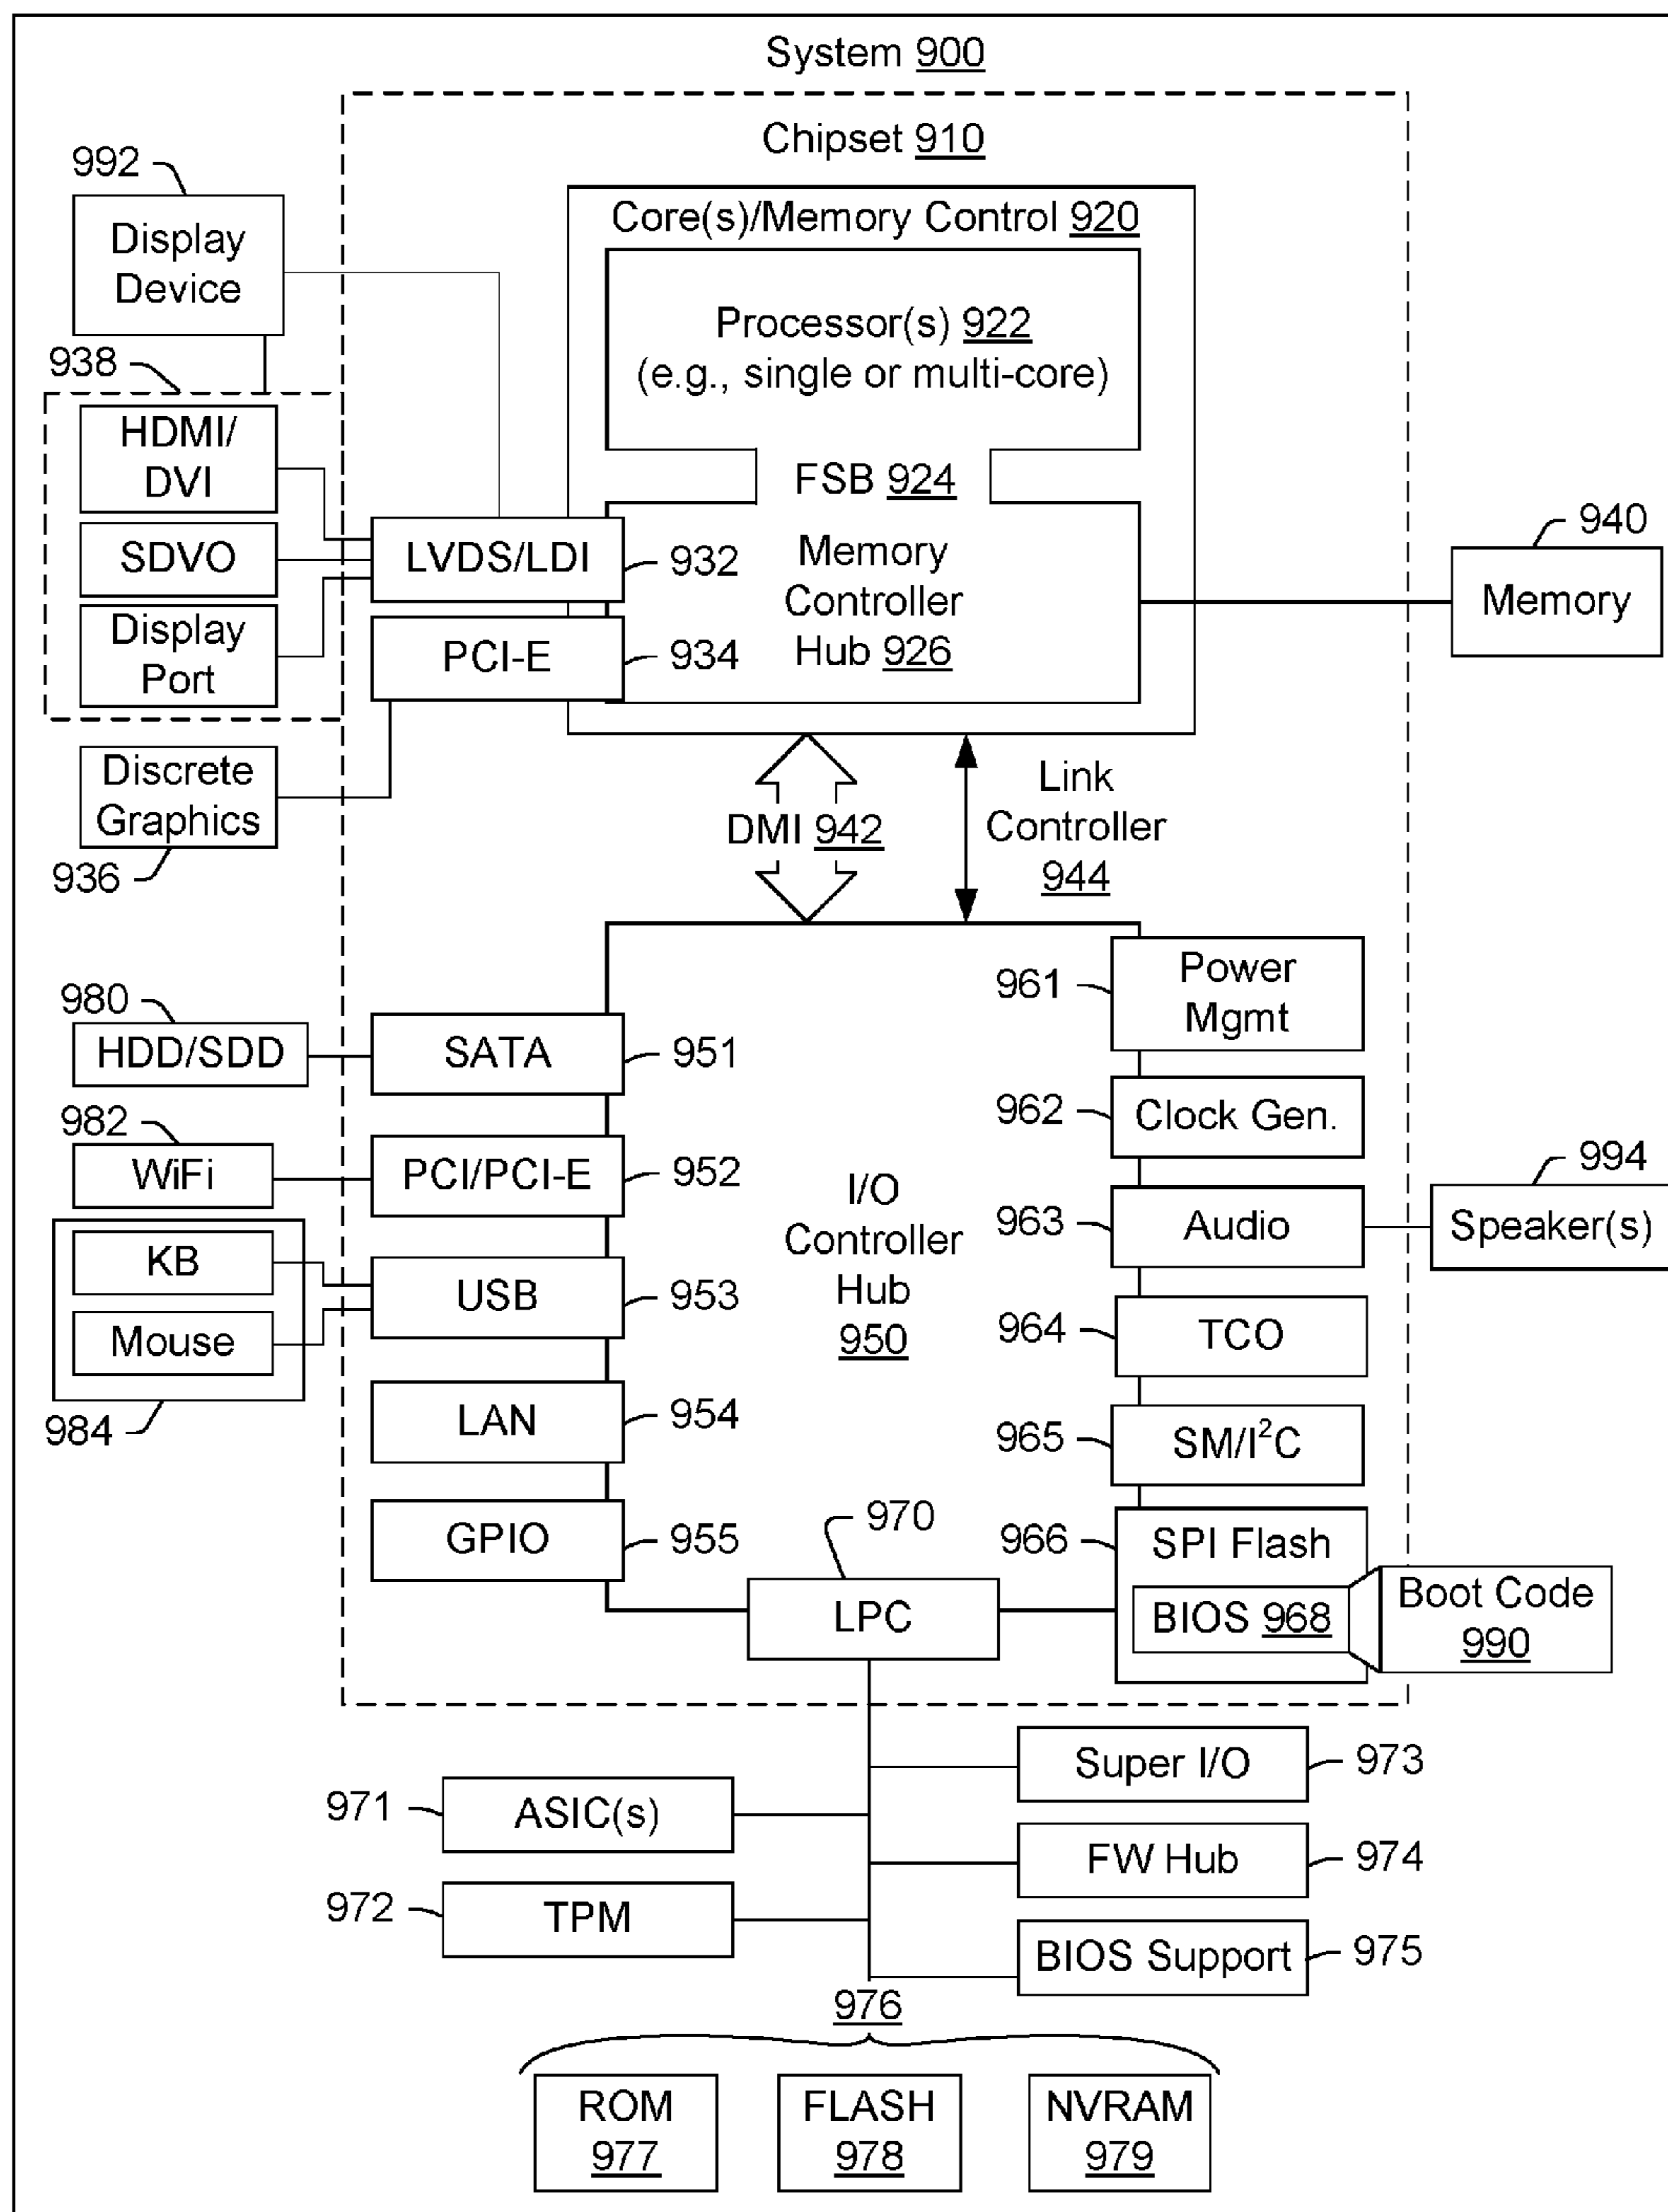 System 900
Chipset 910
992
Display
Device
Core(s)/Memory Control 920
Processor(s) 922
(e.g., single or multi-core)
938
HDMI/
DVI
SDVO
Display
Port
FSB 924
LVDS/LDI
932
PCI-E
934
Memory
Controller
Hub 926
940
Memory
Discrete
Graphics
936
DMI 942
Link
Controller
944
980
HDD/SDD
SATA
951
982
WiFi
PCI/PCI-E
952
KB
Mouse
984
USB
953
LAN
954
GPIO
955
I/O
Controller
Hub
950
961
Power
Mgmt
962
Clock Gen.
963
Audio
994
Speaker(s)
964
TCO
965
SM/I²C
966
SPI Flash
BIOS 968
Boot Code
990
970
LPC
971
ASIC(s)
972
TPM
Super I/O
973
FW Hub
974
BIOS Support
975
976
ROM
977
FLASH
978
NVRAM
979